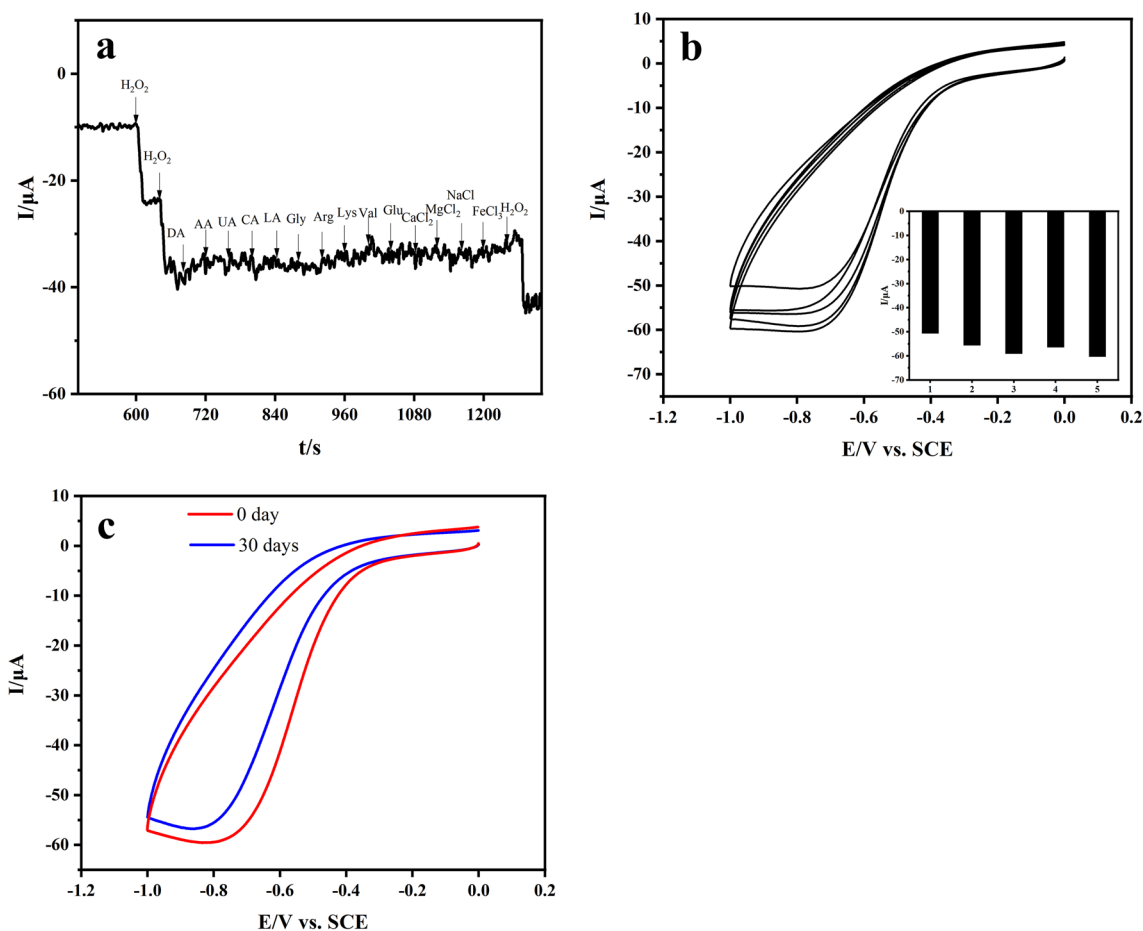 a
I/μA
0
-20
-40
-60
H₂O₂
H₂O₂
DA
AA
UA
CA
LA
Gly
Arg
Lys
Val
Glu
CaCl₂
MgCl₂
NaCl
FeCl₃
H₂O₂
600 720 840 960 1080 1200
t/s
b
I/μA
10
0
-10
-20
-30
-40
-50
-60
-70
-1.2 -1.0 -0.8 -0.6 -0.4 -0.2 0.0 0.2
E/V vs. SCE
I/μA
0
-10
-20
-30
-40
-50
-60
-70
1 2 3 4 5
c
0 day
30 days
I/μA
10
0
-10
-20
-30
-40
-50
-60
-1.2 -1.0 -0.8 -0.6 -0.4 -0.2 0.0 0.2
E/V vs. SCE